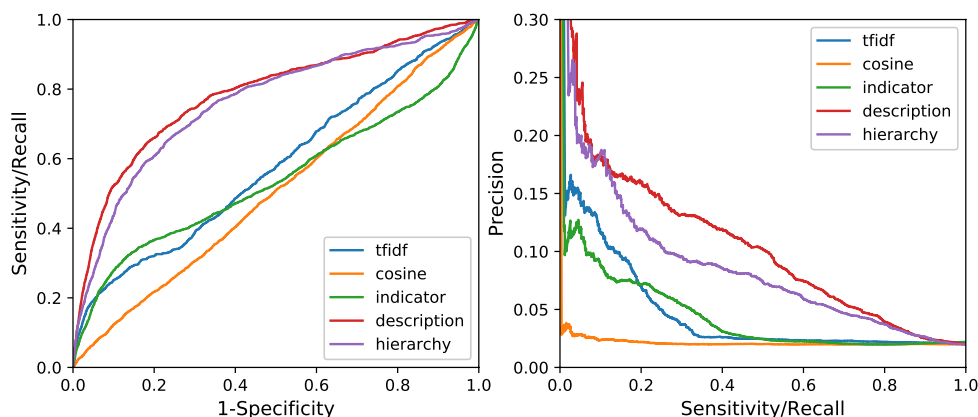 1.0
0.8
0.6
0.4
0.2
0.0
Sensitivity/Recall
0.0 0.2 0.4 0.6 0.8 1.0
1-Specificity
tfidf
cosine
indicator
description
hierarchy
0.30
0.25
0.20
0.15
0.10
0.05
0.00
Precision
0.0 0.2 0.4 0.6 0.8 1.0
Sensitivity/Recall
tfidf
cosine
indicator
description
hierarchy